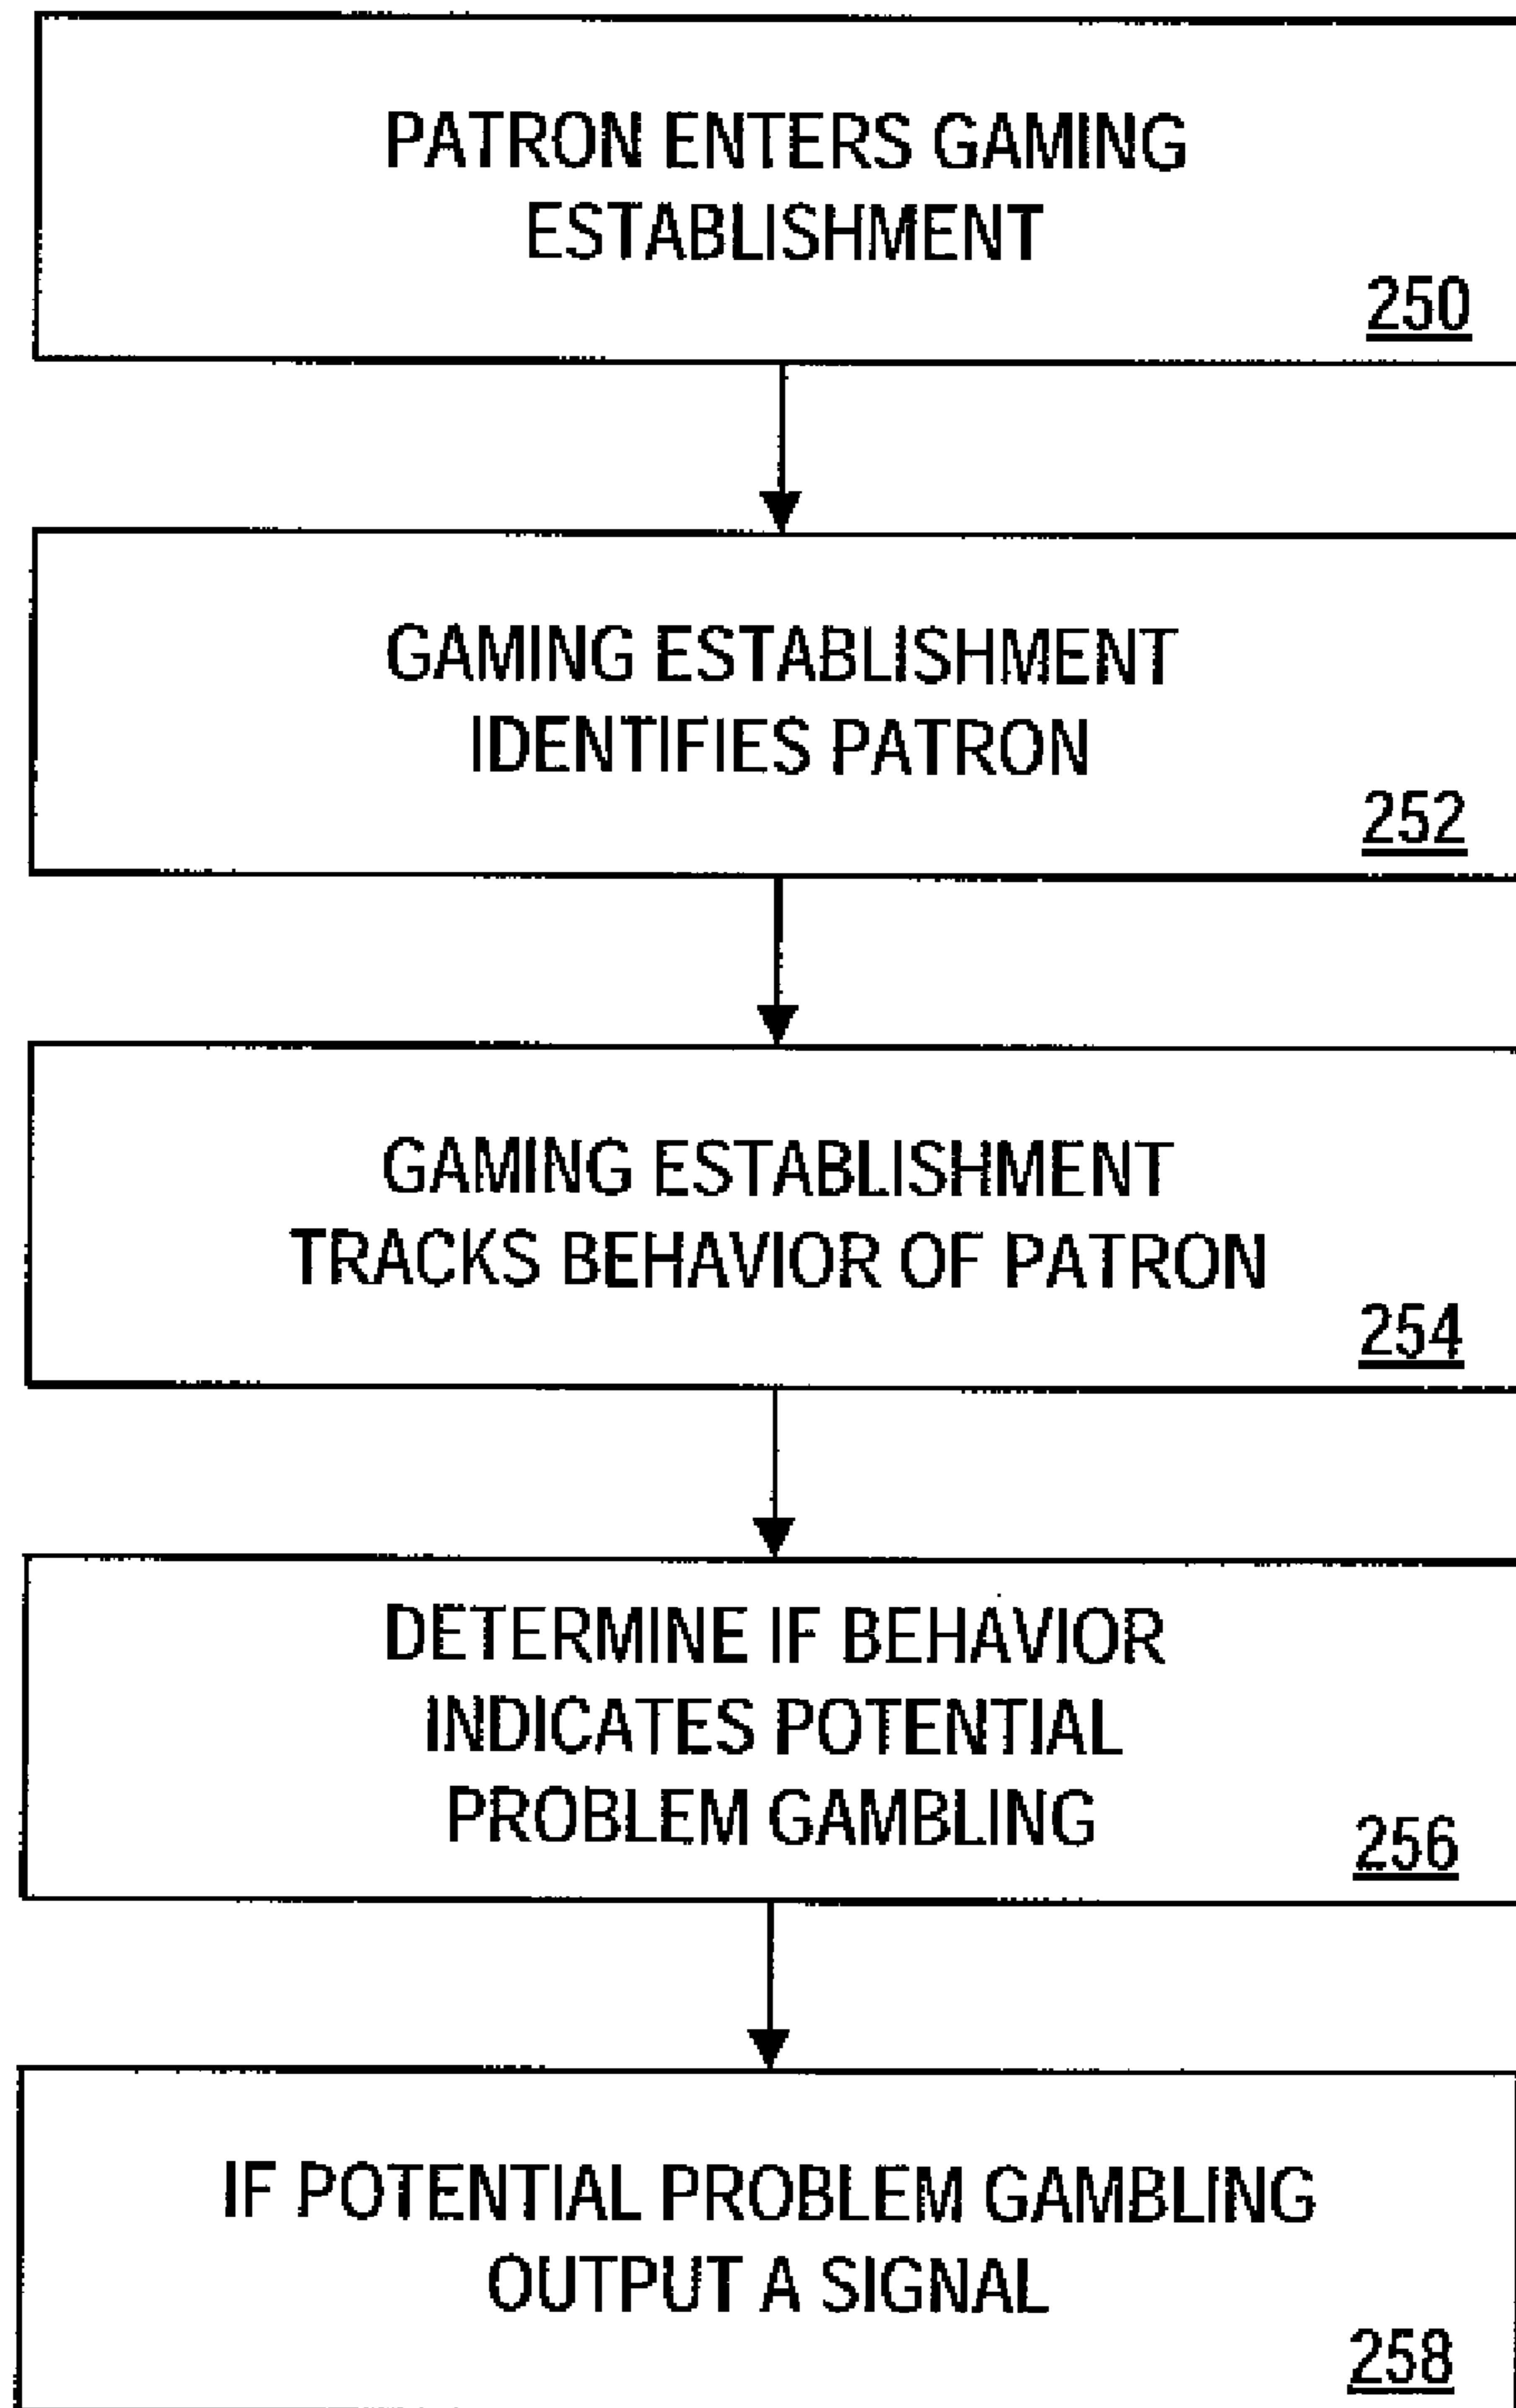 PATRON ENTERS GAMING
ESTABLISHMENT
250
GAMING ESTABLISHMENT
IDENTIFIES PATRON
252
GAMING ESTABLISHMENT
TRACKS BEHAVIOR OF PATRON
254
DETERMINE IF BEHAVIOR
INDICATES POTENTIAL
PROBLEM GAMBLING
256
IF POTENTIAL PROBLEM GAMBLING
OUTPUT A SIGNAL
258